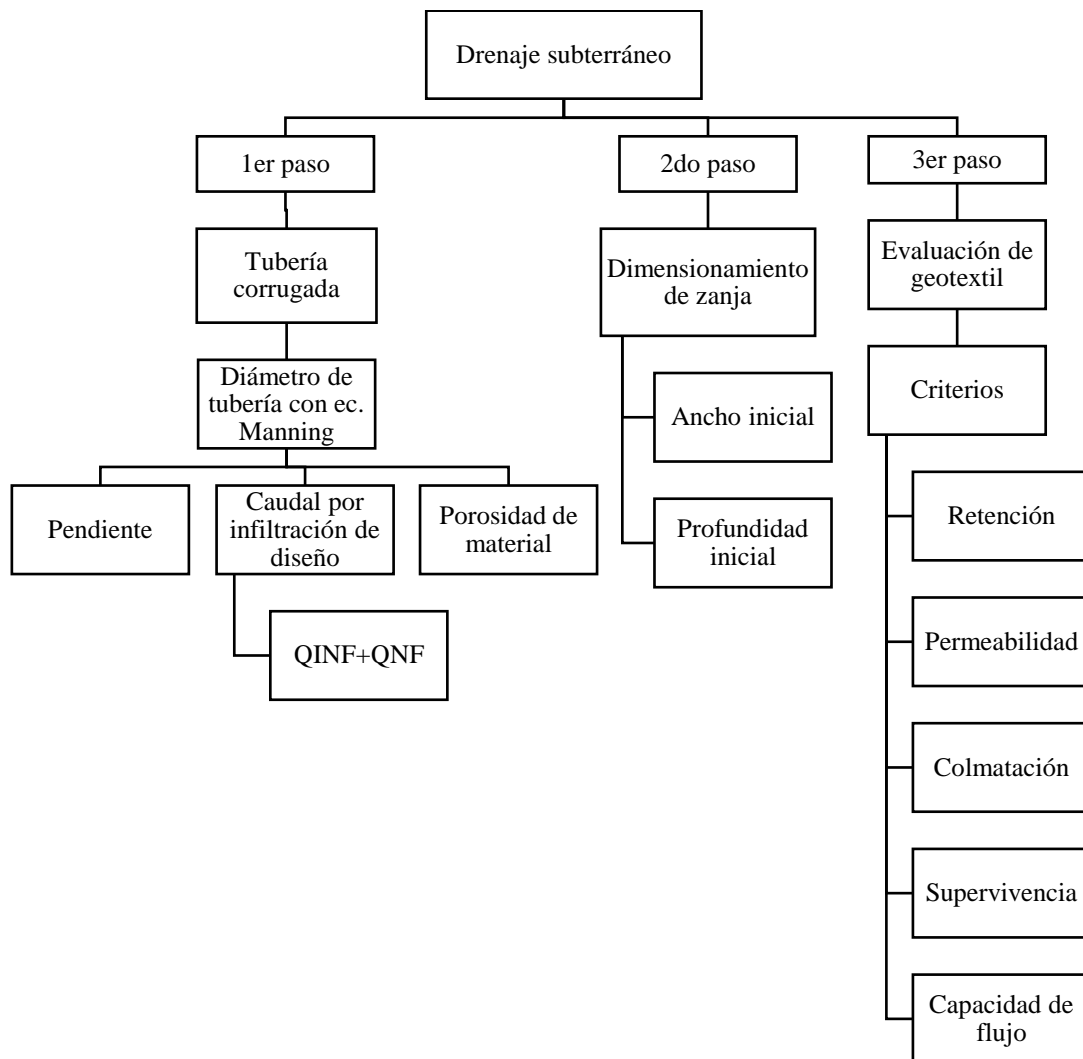 Drenaje subterráneo
1er paso
2do paso
3er paso
Tubería
corrugada
Dimensionamiento
de zanja
Evaluación de
geotextil
Diámetro de
tubería con ec.
Manning
Ancho inicial
Criterios
Pendiente
Caudal por
infiltración de
diseño
Porosidad de
material
Profundidad
inicial
Retención
QINF+QNF
Permeabilidad
Colmatación
Supervivencia
Capacidad de
flujo